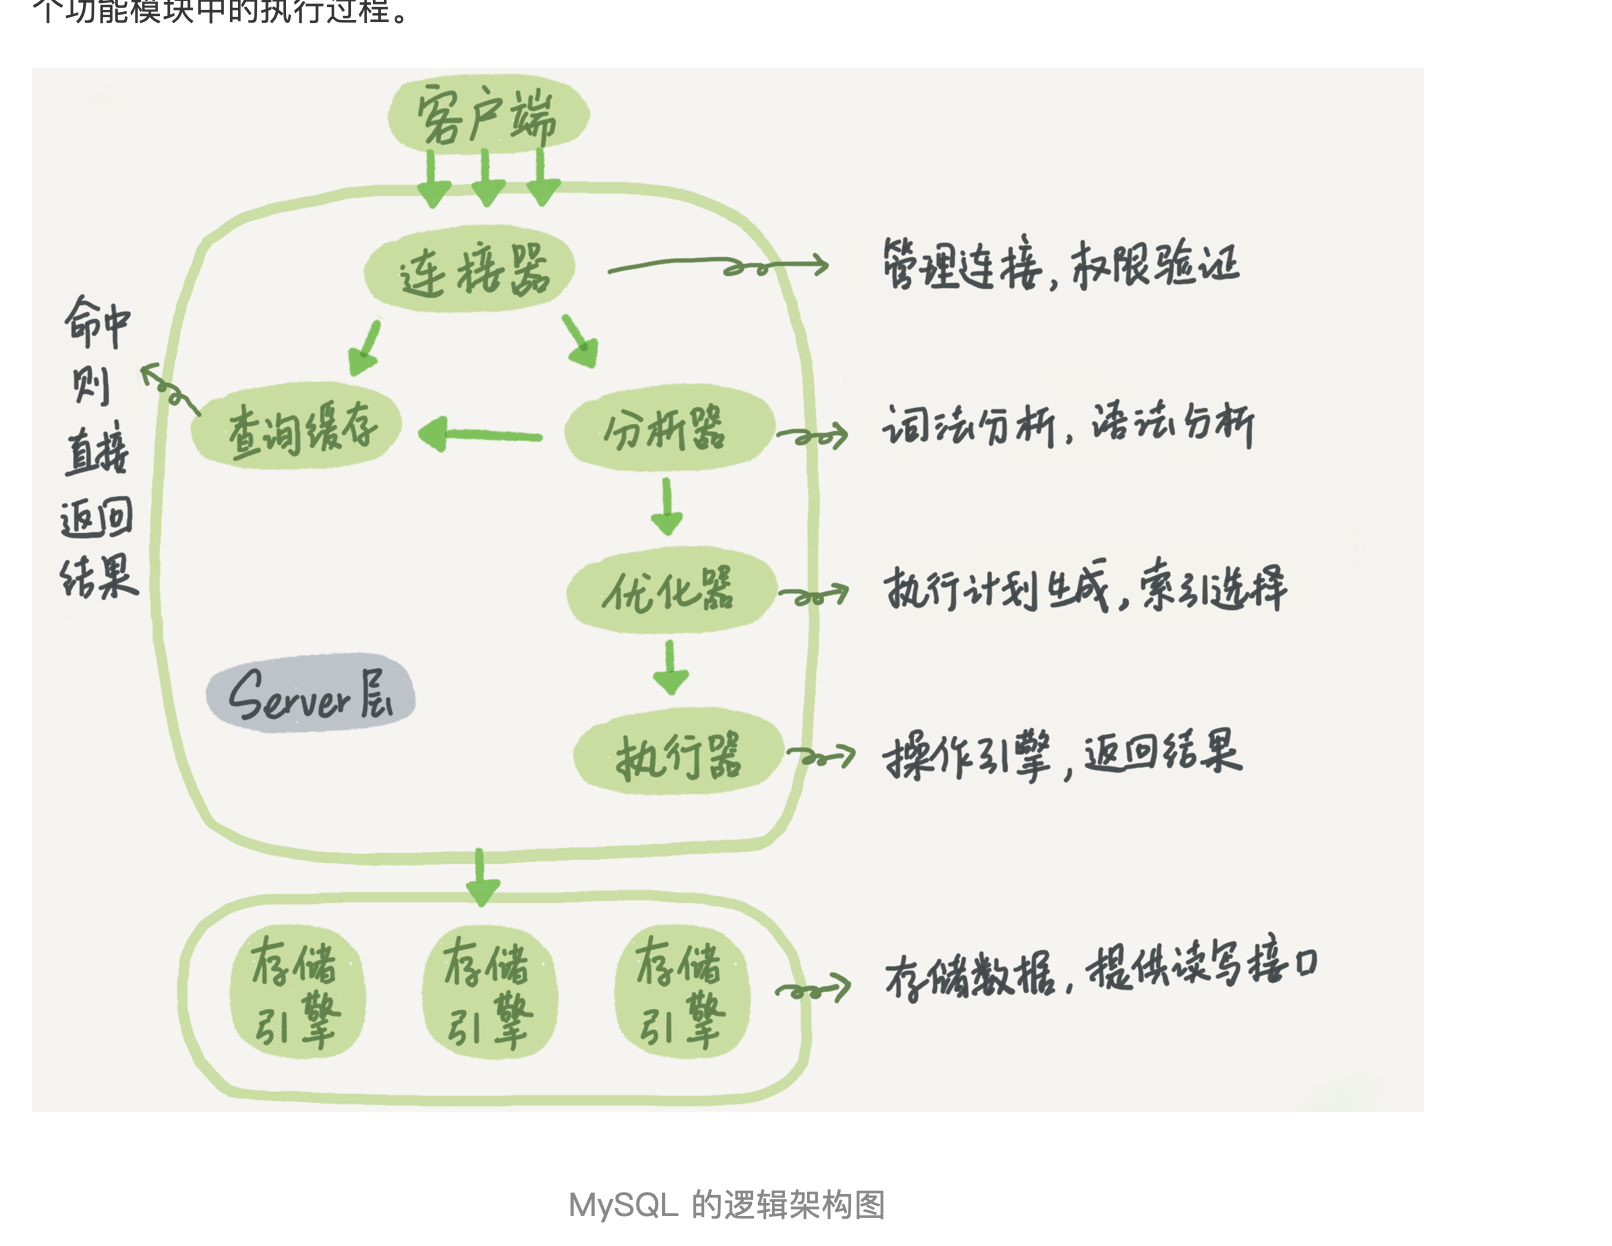 个功能模块中的执行过程。
客户端
连接器
管理连接,权限验证
命中
则
直接
返回
结果
查询缓存
分析器
词法分析,语法分析
优化器
执行计划生成,索引选择
Server层
执行器
操作引擎,返回结果
存储
引擎
存储
引擎
存储
引擎
存储数据,提供读写接口
MySQL 的逻辑架构图